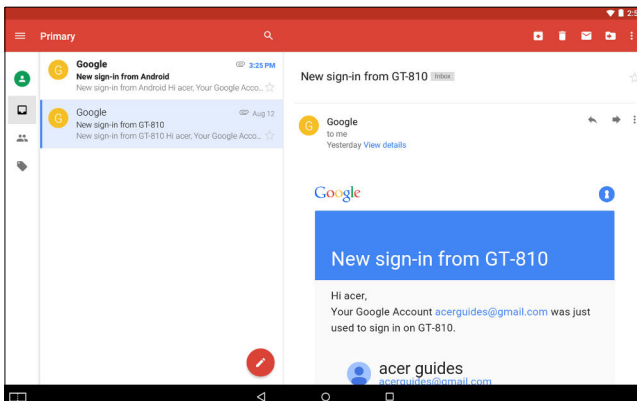 2:5
Primary
Google
3:25 PM
New sign-in from Android
New sign-in from Android Hi acer, Your Google Acco...
G
Google
Aug 12
New sign-in from GT-810
New sign-in from GT-810 Hi acer, Your Google Acco...
G
New sign-in from GT-810 Inbox
G
Google
to me
Yesterday View details
Google
New sign-in from GT-810
Hi acer,
Your Google Account acerguides@gmail.com was just
used to sign in on GT-810.
acer guides
acerguides@gmail.com